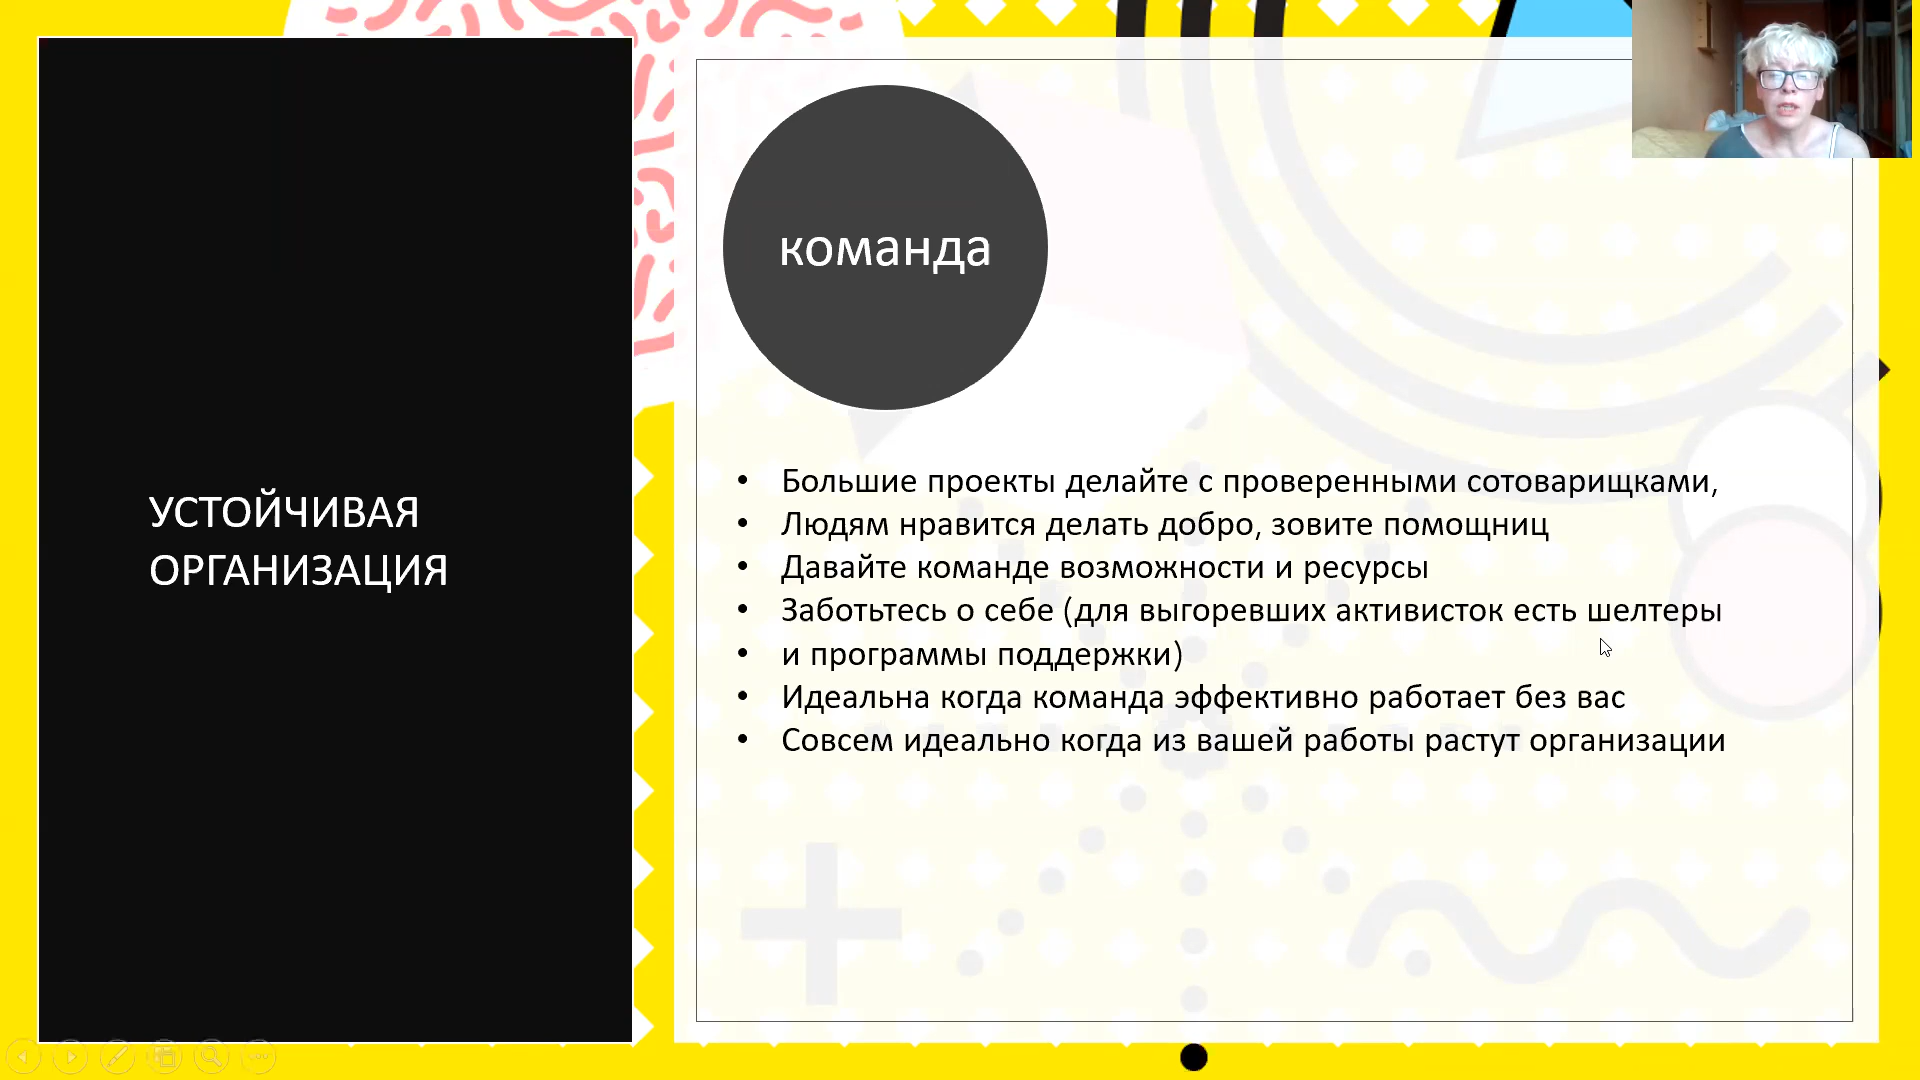 УСТОЙЧИВАЯ
ОРГАНИЗАЦИЯ
команда
• Большие проекты делайте с проверенными сотоварищками,
• Людям нравится делать добро, зовите помощниц
• Давайте команде возможности и ресурсы
• Заботьтесь о себе (для выгоревших активисток есть шелтеры
• и программы поддержки)
• Идеальна когда команда эффективно работает без вас
• Совсем идеально когда из вашей работы растут организации